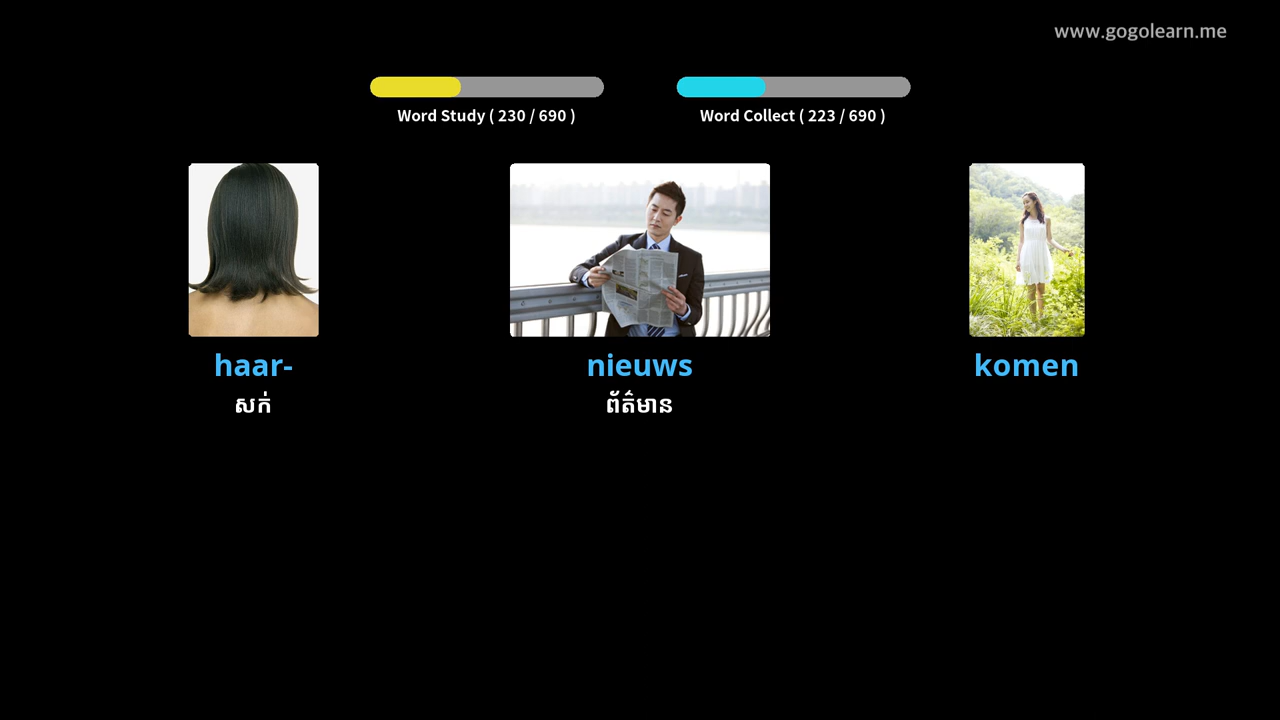 www.gogolearn.me
Word Study ( 230 / 690 )
Word Collect ( 223 / 690 )
haar-
សក់
nieuws
ព័ត៌មាន
komen